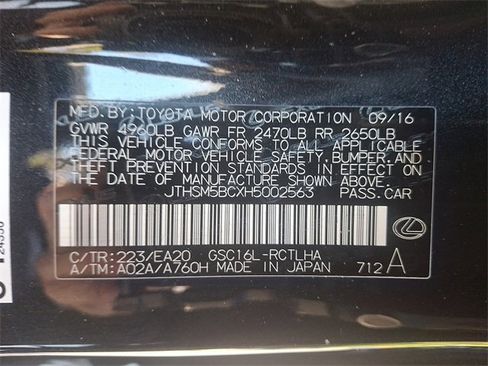 MFD. BY: TOYOTA MOTOR CORPORATION 09/16
GVWR 4960LB GAWR FR 2470LB RR 2650LB
THIS VEHICLE CONFORMS TO ALL APPLICABLE
FEDERAL MOTOR VEHICLE SAFETY, BUMPER, AND
THEFT PREVENTION STANDARDS IN EFFECT ON
THE DATE OF MANUFACTURE SHOWN ABOVE.
JTHSM5BCXH5002563 PASS. CAR
C/TR: 223/EA20 GSC16L-RCTLHA
A/TM: A02A/A760H MADE IN JAPAN 712 A